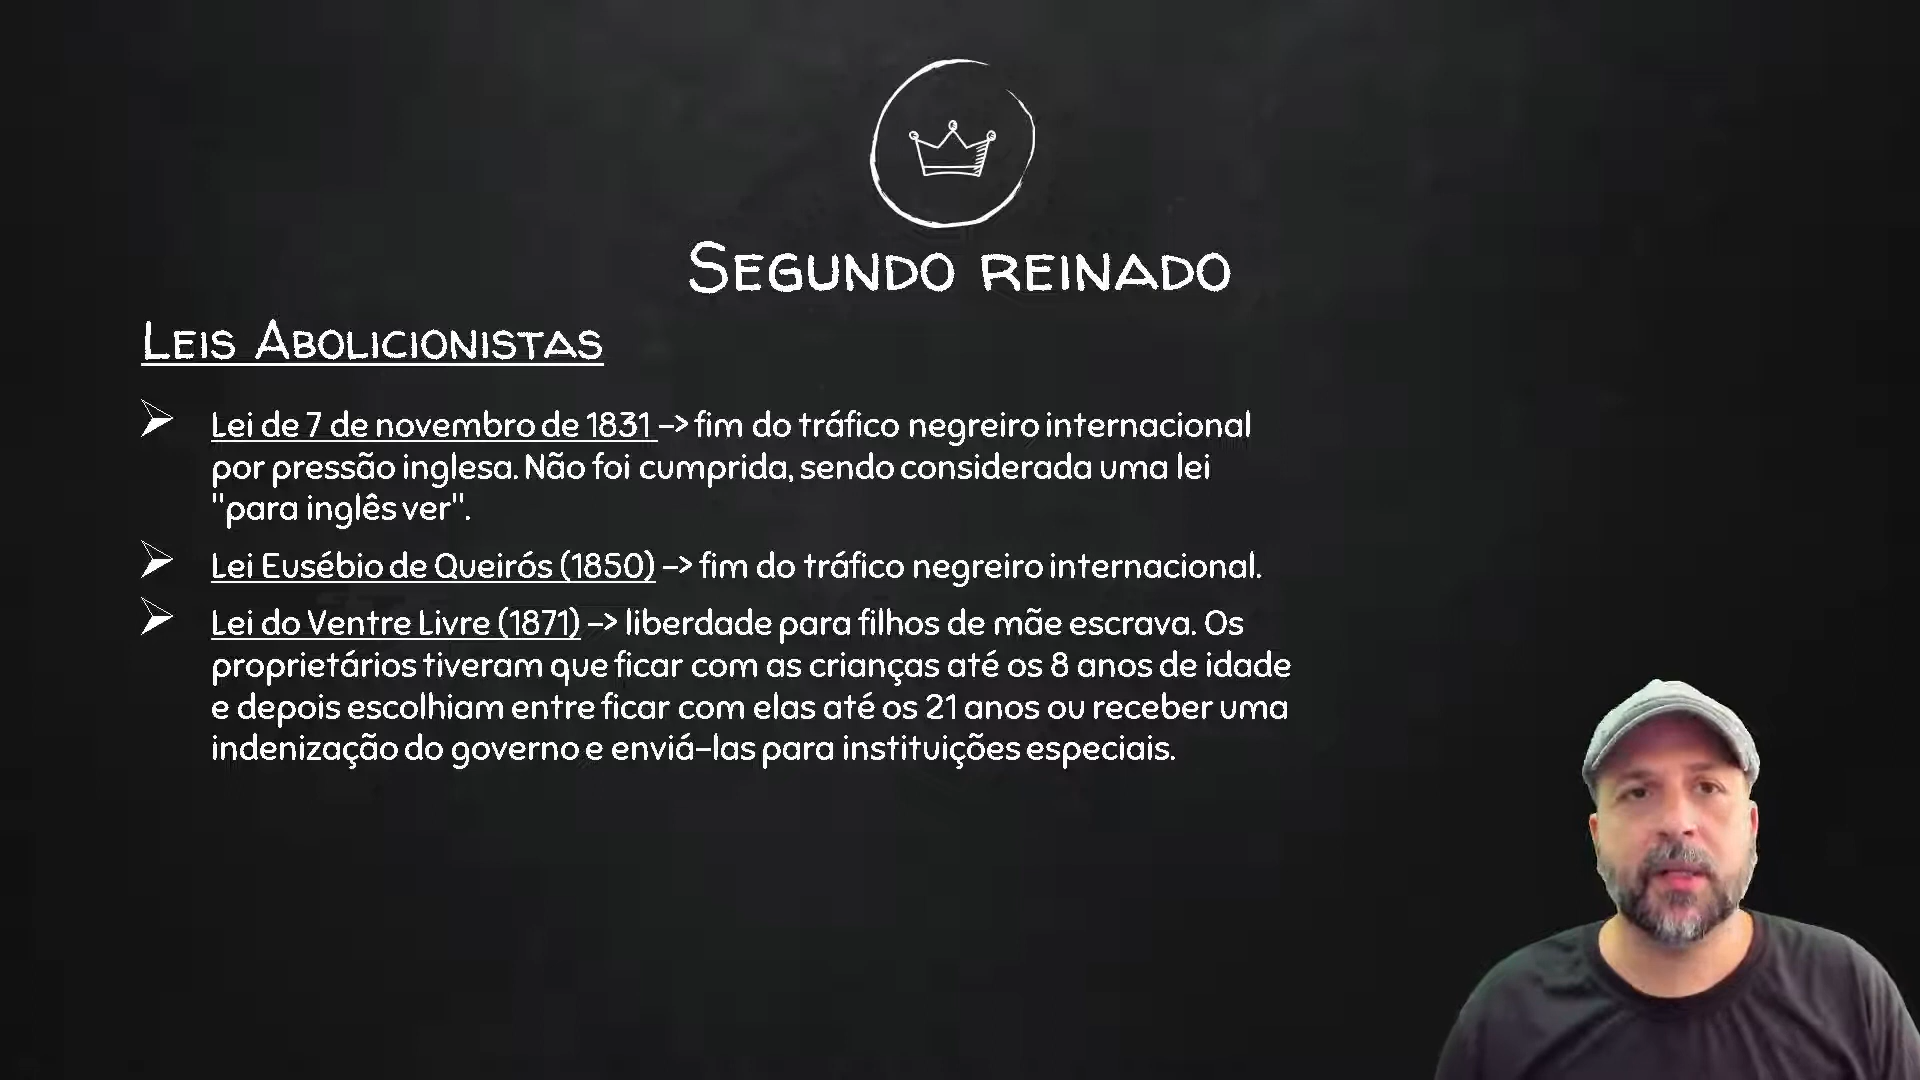 Segundo reinado
Leis Abolicionistas
Lei de 7 de novembro de 1831 -> fim do tráfico negreiro internacional
por pressão inglesa. Não foi cumprida, sendo considerada uma lei
"para inglês ver".
Lei Eusébio de Queirós (1850) -> fim do tráfico negreiro internacional.
Lei do Ventre Livre (1871) -> liberdade para filhos de mãe escrava. Os
proprietários tiveram que ficar com as crianças até os 8 anos de idade
e depois escolhiam entre ficar com elas até os 21 anos ou receber uma
indenização do governo e enviá-las para instituições especiais.